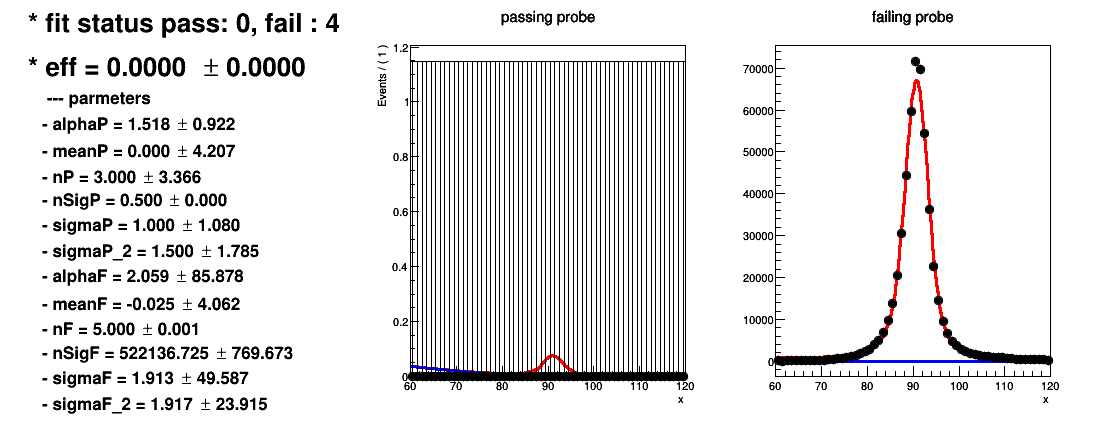 * fit status pass: 0, fail : 4
* eff = 0.0000 ± 0.0000
--- parmeters
- alphaP = 1.518 ± 0.922
- meanP = 0.000 ± 4.207
- nP = 3.000 ± 3.366
- nSigP = 0.500 ± 0.000
- sigmaP = 1.000 ± 1.080
- sigmaP_2 = 1.500 ± 1.785
- alphaF = 2.059 ± 85.878
- meanF = -0.025 ± 4.062
- nF = 5.000 ± 0.001
- nSigF = 522136.725 ± 769.673
- sigmaF = 1.913 ± 49.587
- sigmaF_2 = 1.917 ± 23.915
passing probe
Events / ( 1 )
1.2
1
0.8
0.6
0.4
0.2
0
60 70 80 90 100 110 120
x
failing probe
70000
60000
50000
40000
30000
20000
10000
0
60 70 80 90 100 110 120
x